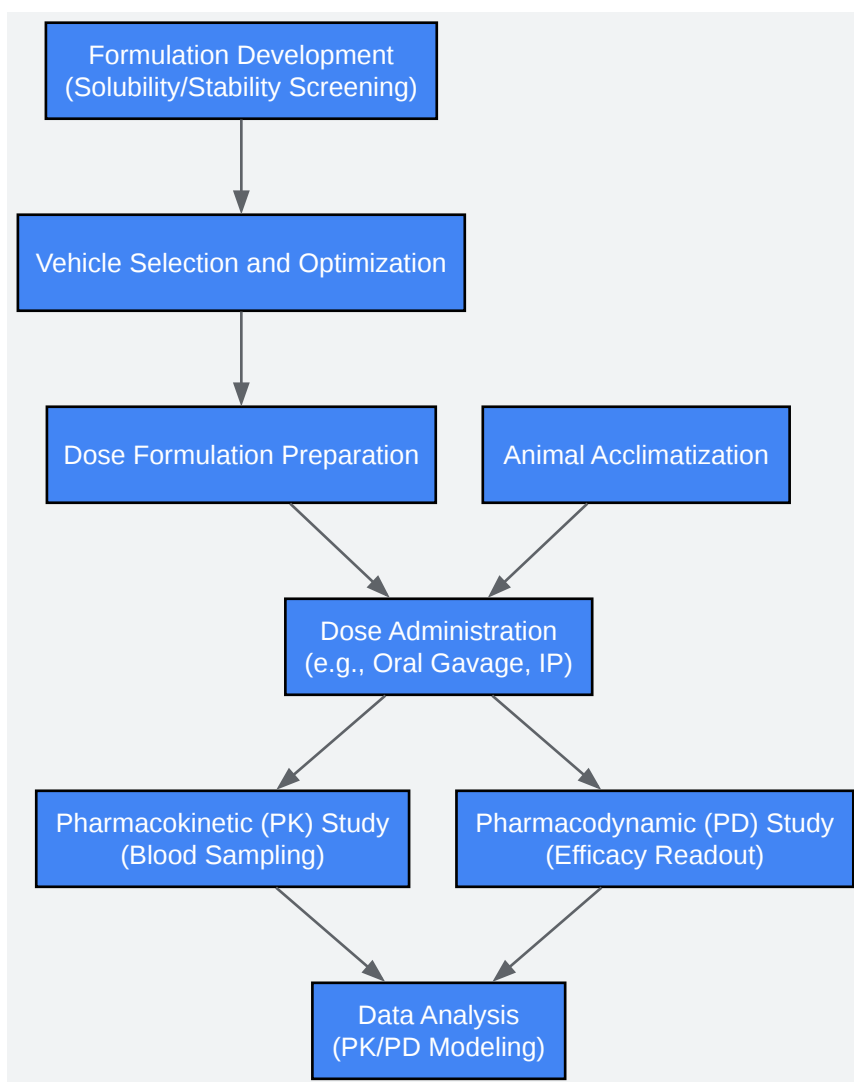 Formulation Development
(Solubility/Stability Screening)
Vehicle Selection and Optimization
Dose Formulation Preparation
Animal Acclimatization
Dose Administration
(e.g., Oral Gavage, IP)
Pharmacokinetic (PK) Study
(Blood Sampling)
Pharmacodynamic (PD) Study
(Efficacy Readout)
Data Analysis
(PK/PD Modeling)